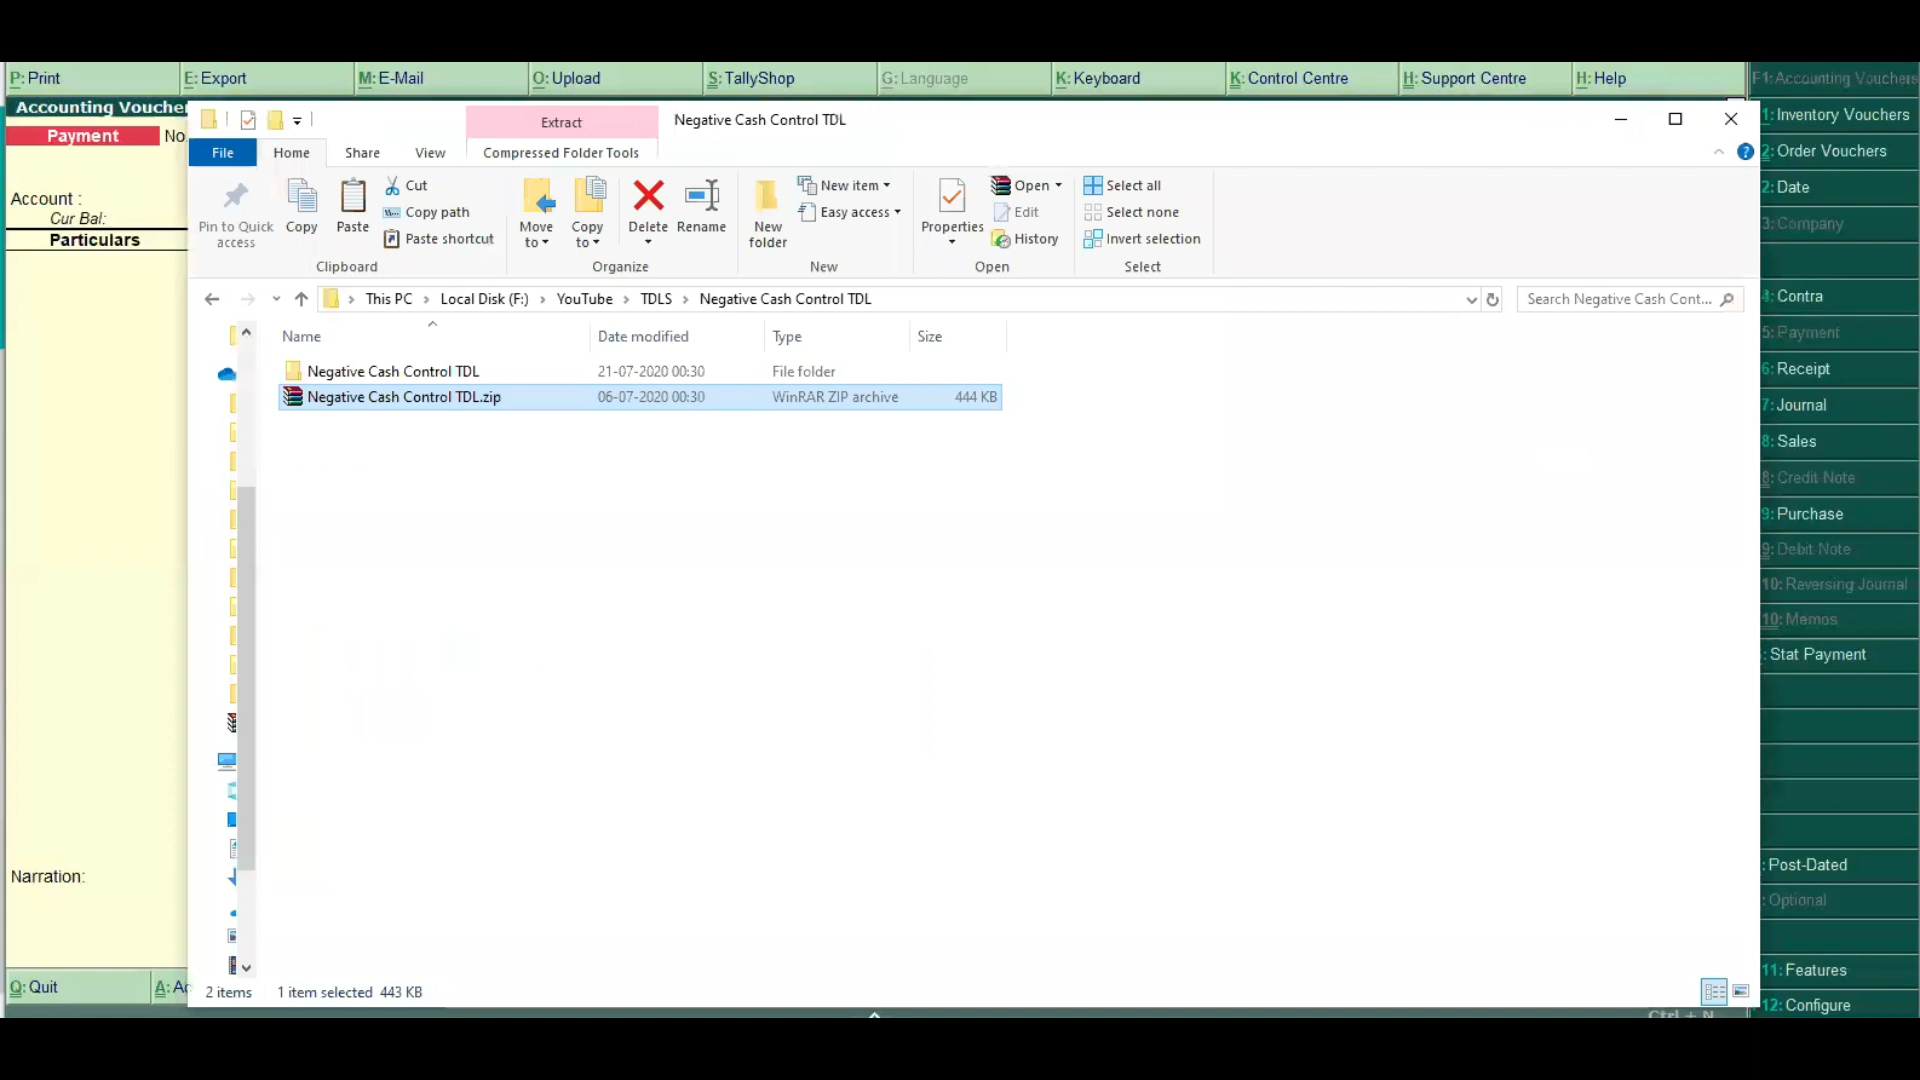 P: Print E: Export M: E-Mail O: Upload S: TallyShop G: Language K: Keyboard K: Control Centre H: Support Centre H: Help F1: Accounting Vouchers
Accounting Voucher
Extract
Negative Cash Control TDL
1: Inventory Vouchers
Payment No
File Home Share View Compressed Folder Tools
2: Order Vouchers
Pin to Quick access
Copy
Paste
Cut
Copy path
Paste shortcut
Clipboard
Move to
Copy to
Delete
Rename
Organize
New folder
New item
Easy access
New
Properties
Open
Edit
History
Open
Select all
Select none
Invert selection
Select
2: Date
3: Company
Account :
Cur Bal:
Particulars
This PC Local Disk (F:) YouTube TDLS Negative Cash Control TDL
Search Negative Cash Cont...
4: Contra
Name Date modified Type Size
5: Payment
Negative Cash Control TDL 21-07-2020 00:30 File folder
6: Receipt
Negative Cash Control TDL.zip 06-07-2020 00:30 WinRAR ZIP archive 444 KB
7: Journal
8: Sales
8: Credit Note
9: Purchase
9: Debit Note
10: Reversing Journal
10: Memos
: Stat Payment
: Post-Dated
Narration:
: Optional
11: Features
Q: Quit A: Ac
2 items 1 item selected 443 KB
12: Configure
Ctrl + N